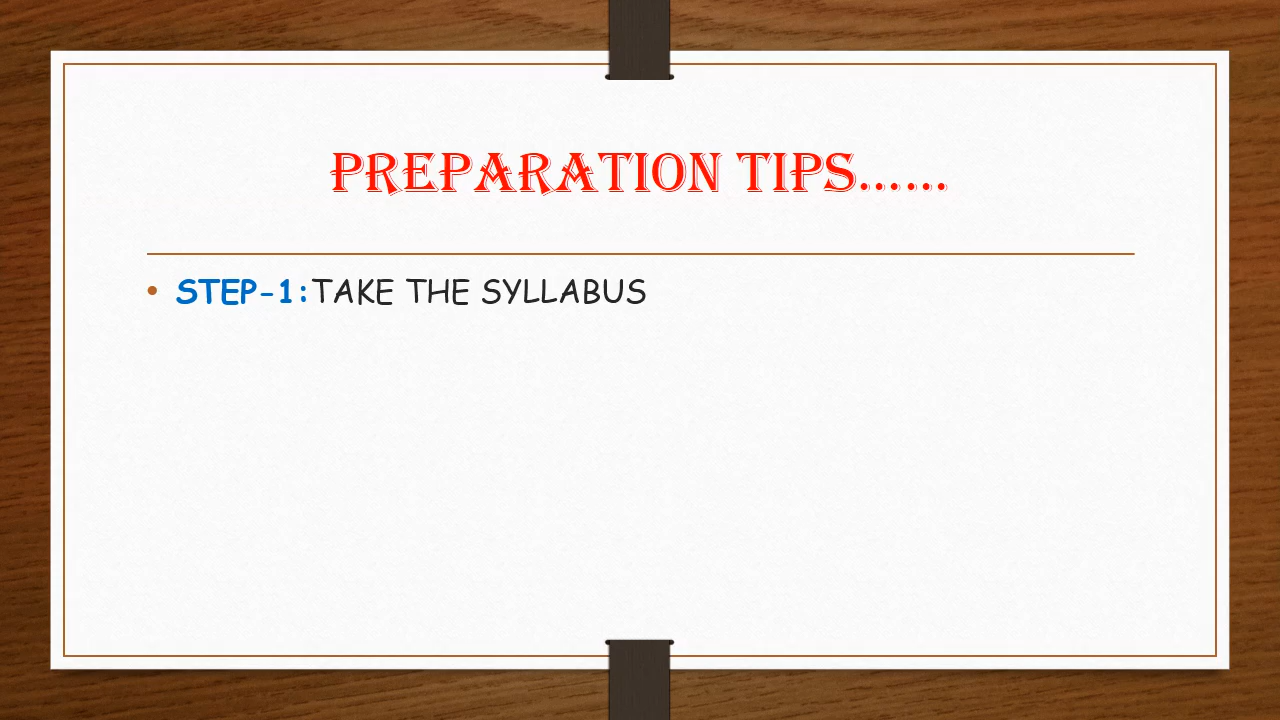 PREPARATION TIPS......
• STEP-1:TAKE THE SYLLABUS